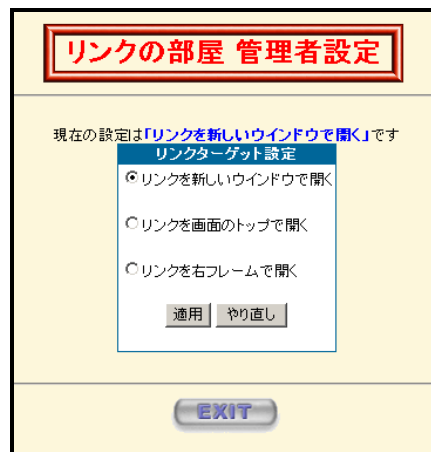 リンクの部屋 管理者設定
現在の設定は「リンクを新しいウインドウで開く」です
リンクターゲット設定
リンクを新しいウインドウで開く
リンクを画面のトップで開く
リンクを右フレームで開く
適用 やり直し
EXIT